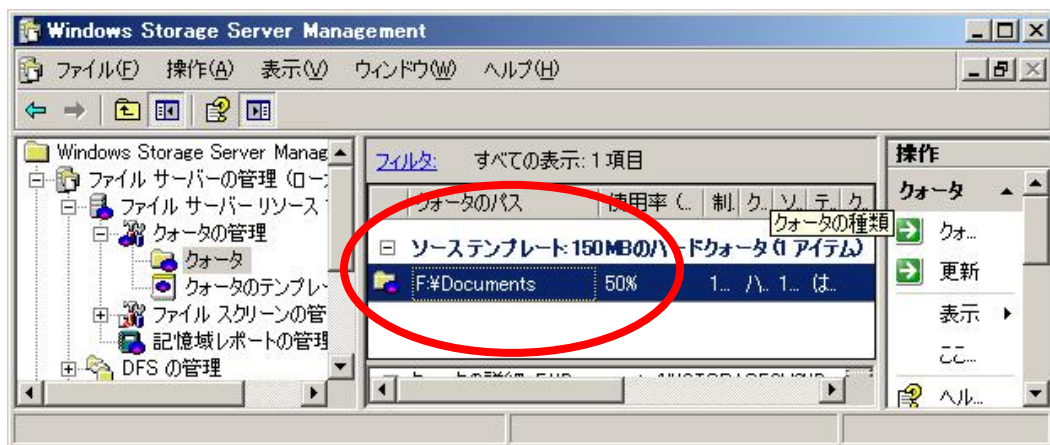 Windows Storage Server Management
ファイル(F) 操作(A) 表示(V) ウィンドウ(W) ヘルプ(H)
Windows Storage Server Manag
ファイル サーバーの管理 (ロー
ファイル サーバー リソース
クォータの管理
クォータ
クォータのテンプレー
ファイル スクリーンの管
記憶域レポートの管理
DFS の管理
フィルタ: すべての表示: 1 項目
クォータのパス 使用率 (... 制. ク.. ソ.. テ.. ク..
クォータの種類
ソース テンプレート: 150 MBのハードクォータ (1 アイテム)
F:¥Documents 50% 1... ハ.. 1... (は...
操作
クォータ
クォ...
更新
表示
ここ...
ヘル...